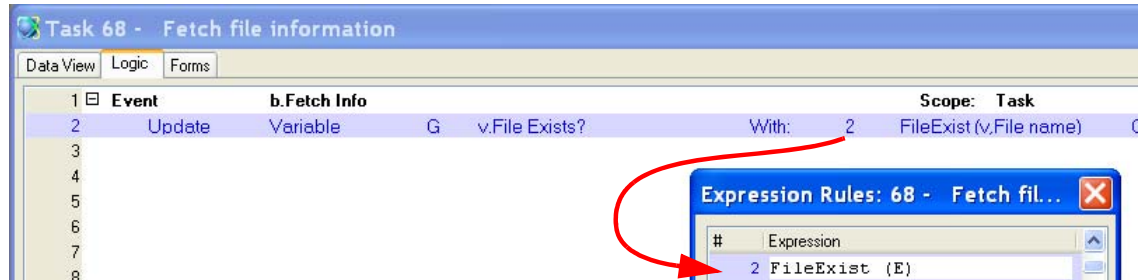 Task 68 - Fetch file information
Data View Logic Forms
1 Event b.Fetch Info Scope: Task
2 Update Variable G v.File Exists? With: 2 FileExist (v,File name)
3
4
5
6
7
8
Expression Rules: 68 - Fetch fil...
# Expression
2 FileExist (E)